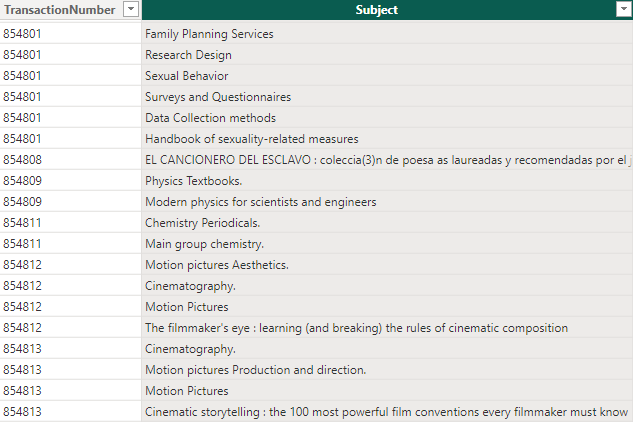 TransactionNumber Subject
854801 Family Planning Services
854801 Research Design
854801 Sexual Behavior
854801 Surveys and Questionnaires
854801 Data Collection methods
854801 Handbook of sexuality-related measures
854808 EL CANCIONERO DEL ESCLAVO : coleccia(3)n de poesa as laureadas y recomendadas por el j
854809 Physics Textbooks.
854809 Modern physics for scientists and engineers
854811 Chemistry Periodicals.
854811 Main group chemistry.
854812 Motion pictures Aesthetics.
854812 Cinematography.
854812 Motion Pictures
854812 The filmmaker's eye : learning (and breaking) the rules of cinematic composition
854813 Cinematography.
854813 Motion pictures Production and direction.
854813 Motion Pictures
854813 Cinematic storytelling : the 100 most powerful film conventions every filmmaker must know